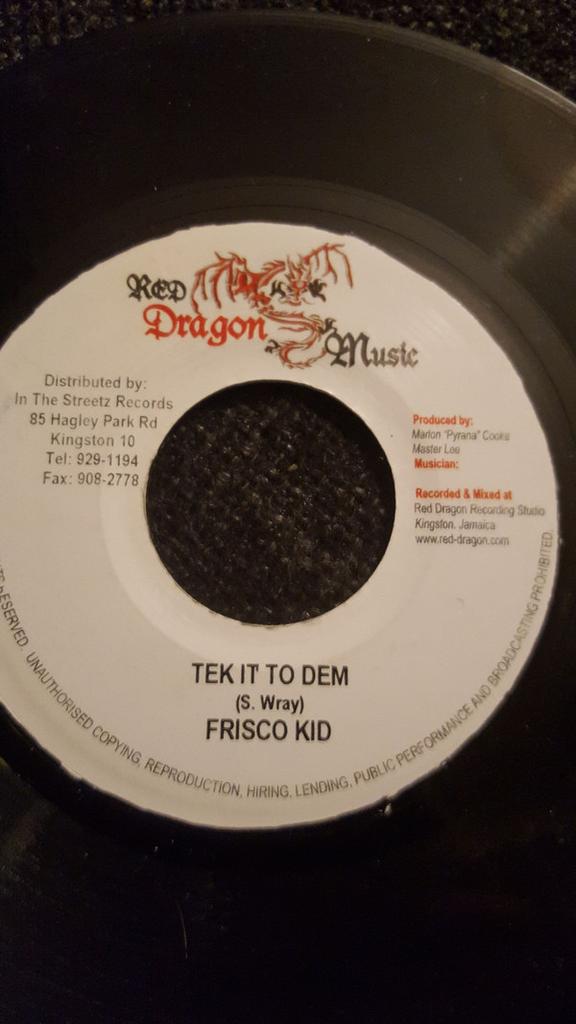 Red
Dragon
Music
Distributed by:
In The Streetz Records
85 Hagley Park Rd
Kingston 10
Tel: 929-1194
Fax: 908-2778
Produced by:
Marlon "Pyrana" Cooke
Master Lee
Musician:
Recorded & Mixed at
Red Dragon Recording Studio
Kingston, Jamaica
www.red-dragon.com
TEK IT TO DEM
(S. Wray)
FRISCO KID
RESERVED. UNAUTHORISED COPYING, REPRODUCTION, HIRING, LENDING, PUBLIC PERFORMANCE AND BROADCASTING PROHIBITED.